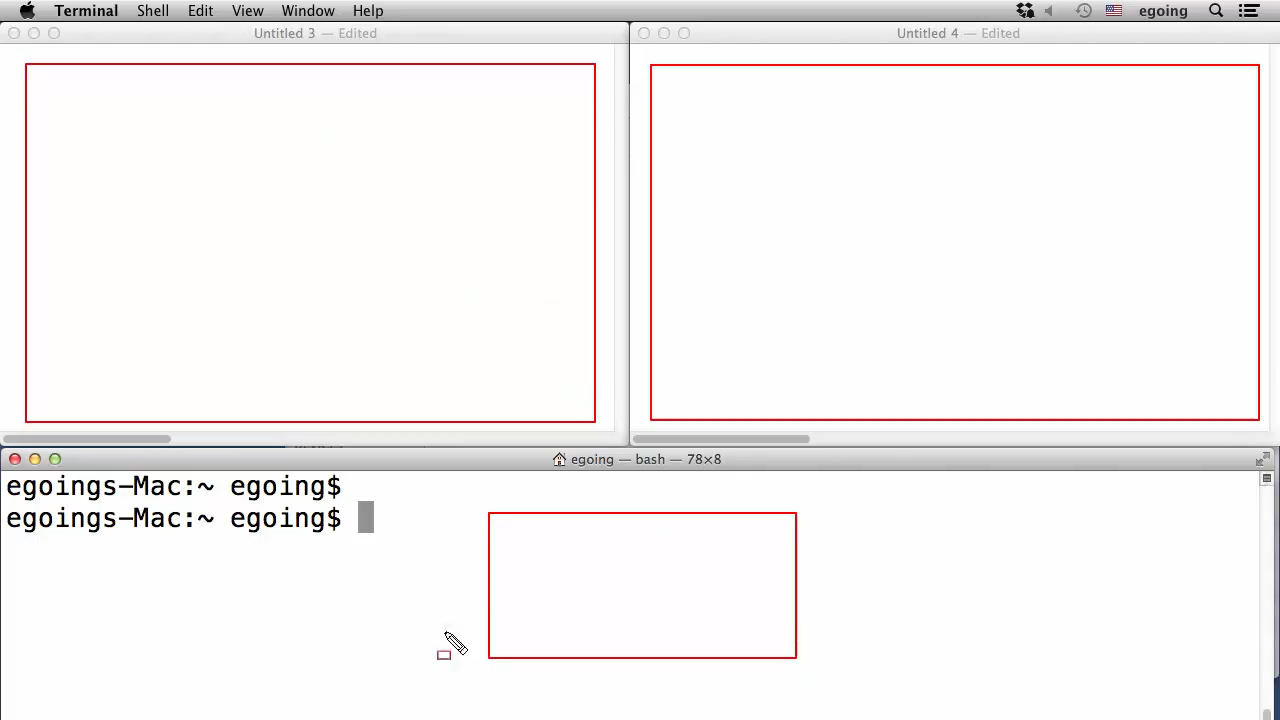 Terminal Shell Edit View Window Help egoing
Untitled 3 — Edited
Untitled 4 — Edited
egoing — bash — 78×8
egoings-Mac:~ egoing$
egoings-Mac:~ egoing$